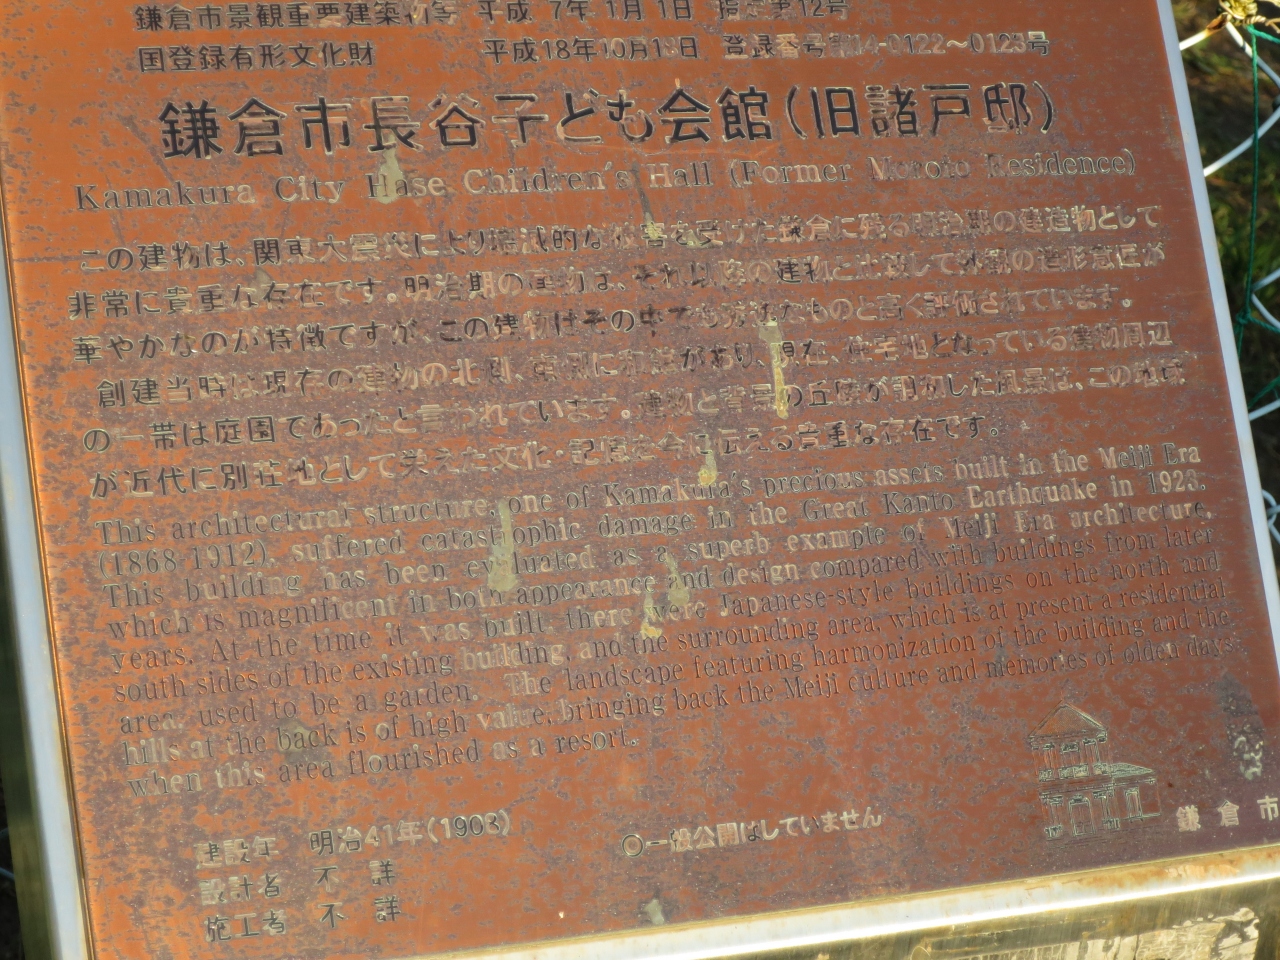 鎌倉市景観重要建築物等 平成 7年 1月 1日 指定第12号
国登録有形文化財 平成18年10月18日 登録番号第14-0122～0123号
鎌倉市長谷子ども会館(旧諸戸邸)
Kamakura City Hase Children's Hall (Former Moroto Residence)
この建物は、関東大震災により壊滅的な被害を受けた鎌倉に残る明治期の建造物として
非常に貴重な存在です。明治期の建物は、それ以降の建物と比較して外観の造形意匠が
華やかなのが特徴ですが、この建物はその中でも秀逸なものと高く評価されています。
創建当時は現在の建物の北側、南側に和館があり、現在、住宅地となっている建物周辺
の一帯は庭園であったと言われています。建物と背景の丘陵が調和した風景は、この地域
が近代に別荘地として栄えた文化・記憶を今に伝える貴重な存在です。
This architectural structure, one of Kamakura's precious assets built in the Meiji Era
(1868-1912), suffered catastrophic damage in the Great Kanto Earthquake in 1923.
This building has been evaluated as a superb example of Meiji Era architecture,
which is magnificent in both appearance and design compared with buildings from later
years. At the time it was built, there were Japanese-style buildings on the north and
south sides of the existing building, and the surrounding area, which is at present a residential
area, used to be a garden. The landscape featuring harmonization of the building and the
hills at the back is of high value, bringing back the Meiji culture and memories of olden days
when this area flourished as a resort.
建設年 明治41年(1908)
設計者 不 詳
施工者 不 詳
○一般公開はしていません
鎌 倉 市